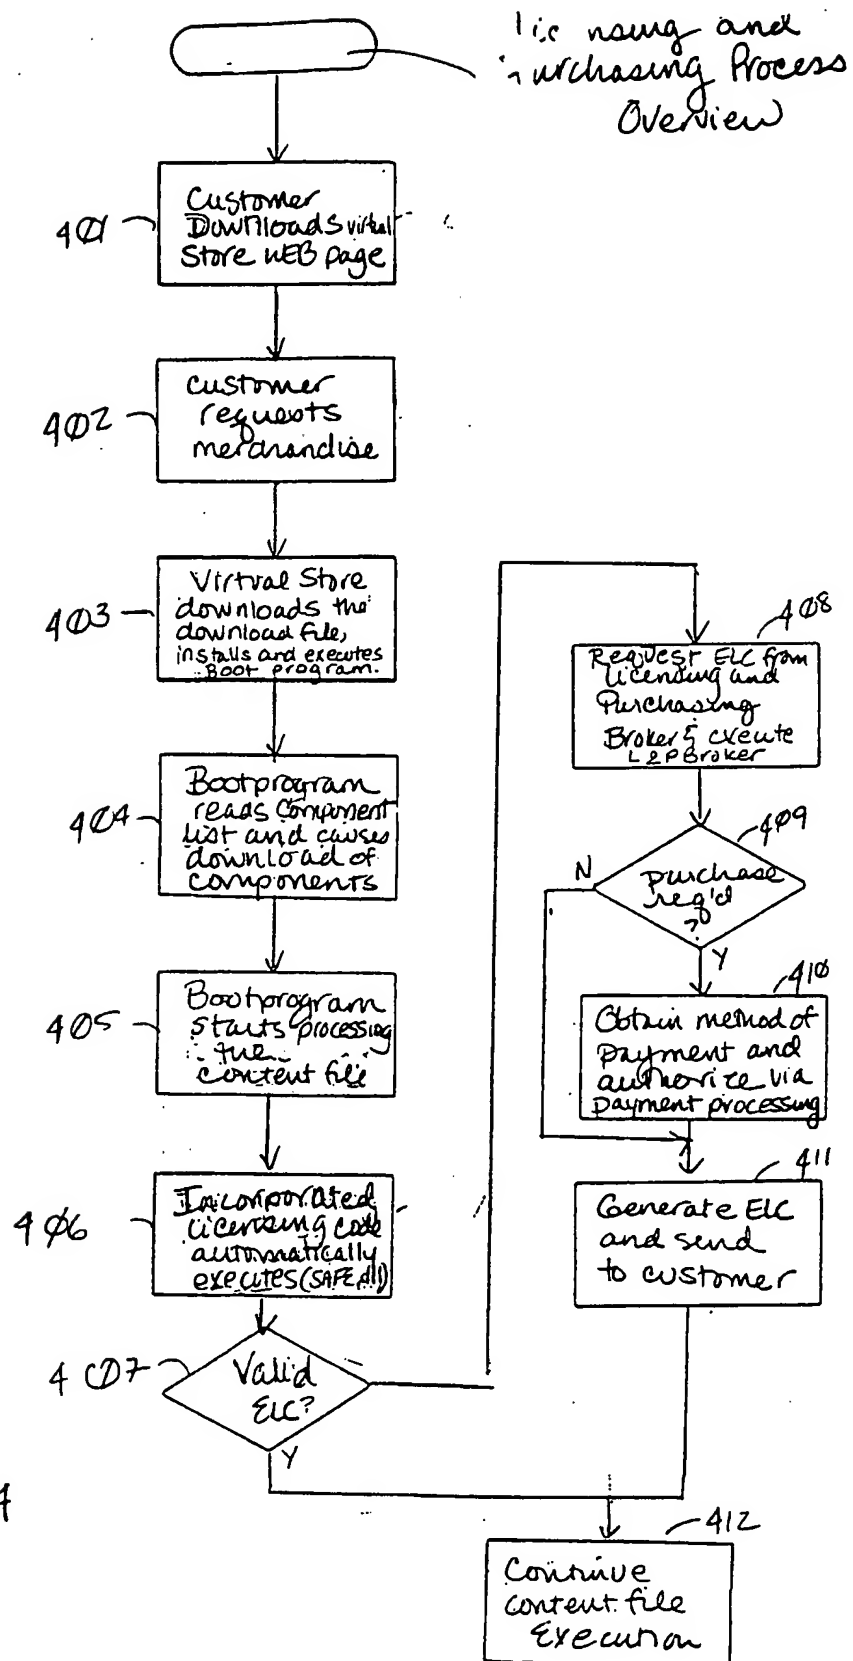 and
Purchasing Process
Overview
401
Customer
Downloads virtual
Store WEB page
402
Customer
requests
merchandise
403
Virtual Store
downloads the
download file,
installs and executes
Boot program.
404
Bootprogram
reads Component
list and causes
download of
components
405
Bootprogram
starts processing
the
content file
406
Incorporated
licensing code
automatically
executes (SAFE.dll)
407
Valid
ELC?
Y
408
Request ELC from
licensing and
Purchasing
Broker & execute
L&P Broker
409
N
purchase
req'd
?
Y
410
Obtain method of
payment and
authorize via
payment processing
411
Generate ELC
and send
to customer
4
412
Continue
content file
Execution